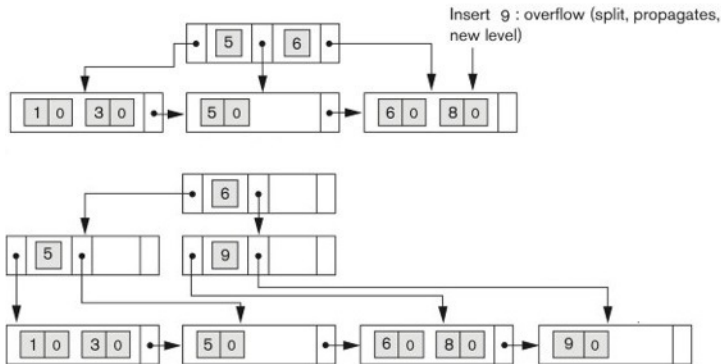 Insert 9 : overflow (split, propagates,
new level)
5 6
1 0 3 0 5 0 6 0 8 0
6
5 9
1 0 3 0 5 0 6 0 8 0 9 0